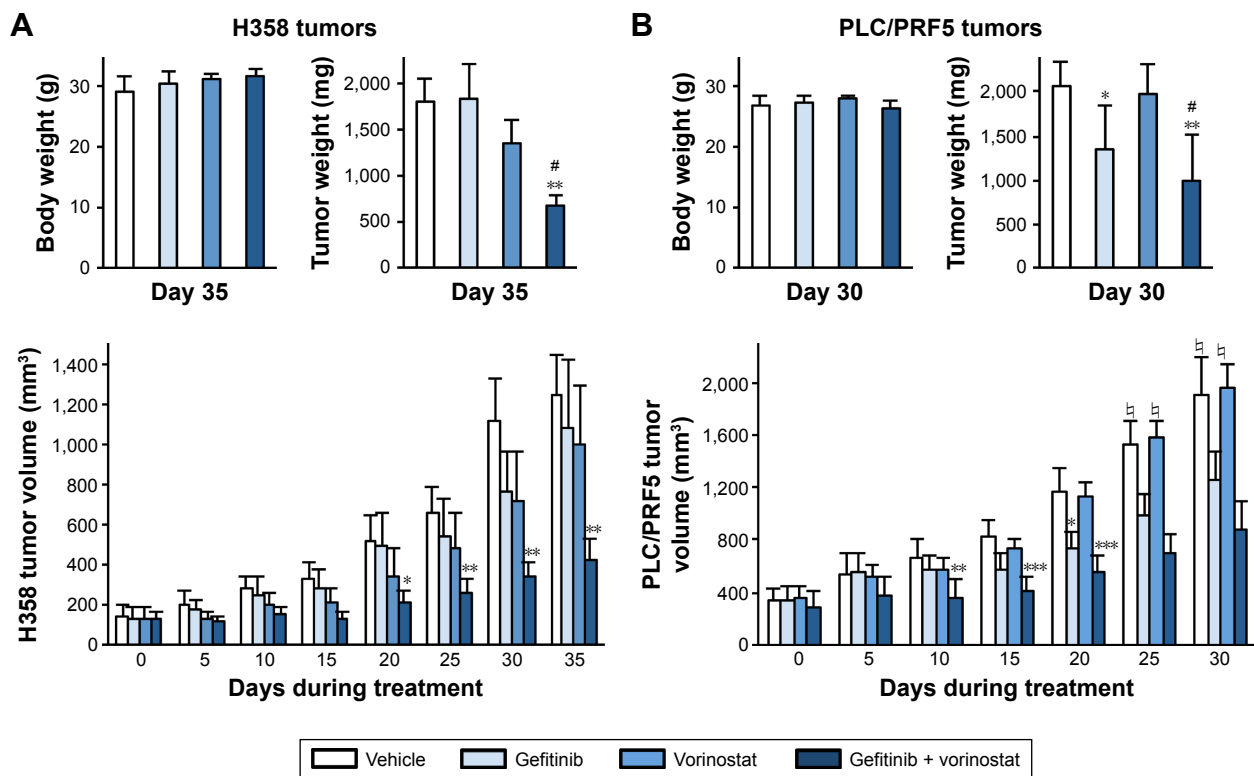 A
H358 tumors
Body weight (g)
30
20
10
0
Day 35
Tumor weight (mg)
2,000
1,500
1,000
500
0
#
**
Day 35
B
PLC/PRF5 tumors
Body weight (g)
30
20
10
0
Day 30
Tumor weight (mg)
2,000
1,500
1,000
500
0
*
#
**
Day 30
H358 tumor volume (mm³)
1,400
1,200
1,000
800
600
400
200
0
*
**
**
**
0 5 10 15 20 25 30 35
Days during treatment
PLC/PRF5 tumor
volume (mm³)
2,000
1,600
1,200
800
400
0
**
***
*
***
♮ ♮
♮ ♮
0 5 10 15 20 25 30
Days during treatment
Vehicle Gefitinib Vorinostat Gefitinib + vorinostat